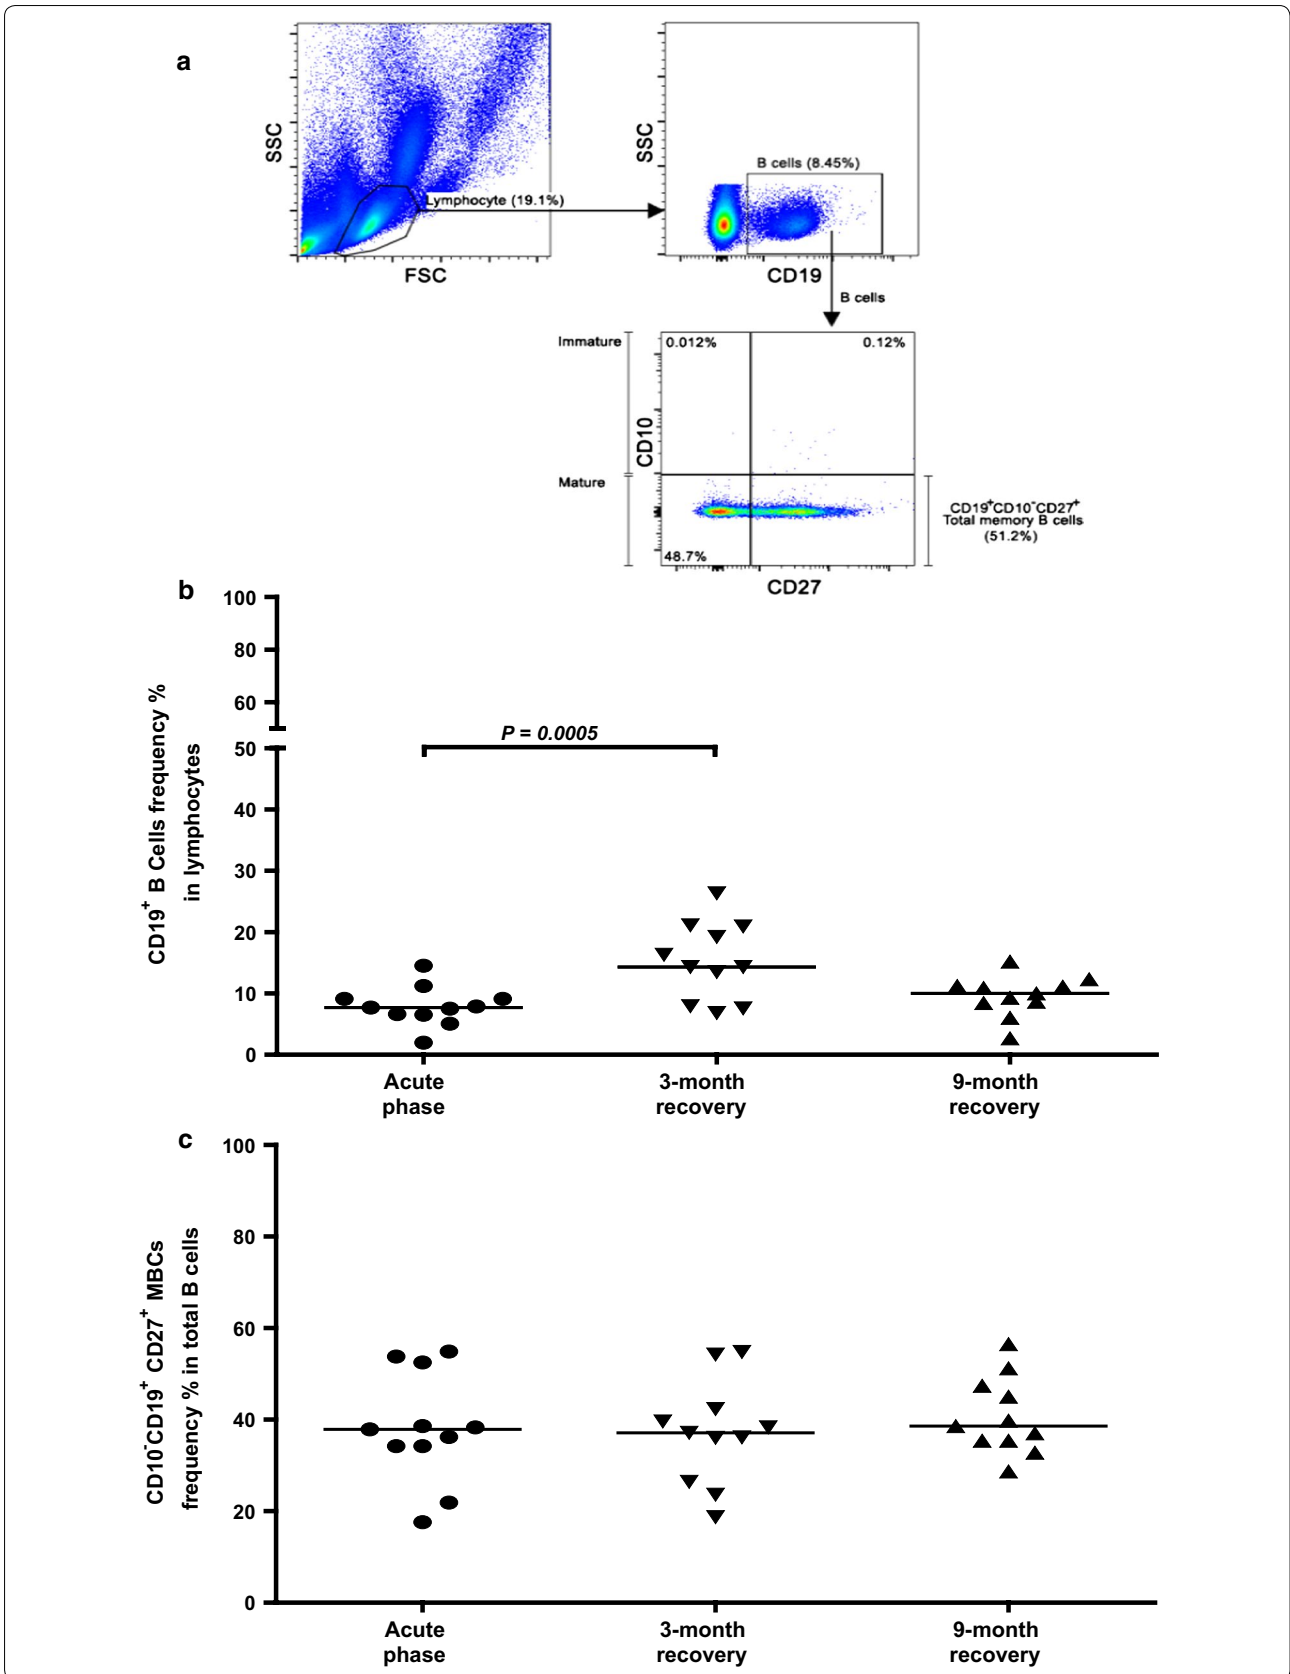 a
SSC
Lymphocyte (19.1%)
FSC
SSC
B cells (8.45%)
CD19
B cells
Immature
0.012%
0.12%
CD10
Mature
48.7%
CD27
CD19⁺CD10⁻CD27⁺
Total memory B cells
(51.2%)
b
CD19⁺ B Cells frequency %
in lymphocytes
100
80
60
50
40
30
20
10
0
P = 0.0005
Acute
phase
3-month
recovery
9-month
recovery
c
CD10⁻CD19⁺ CD27⁺ MBCs
frequency % in total B cells
100
80
60
40
20
0
Acute
phase
3-month
recovery
9-month
recovery